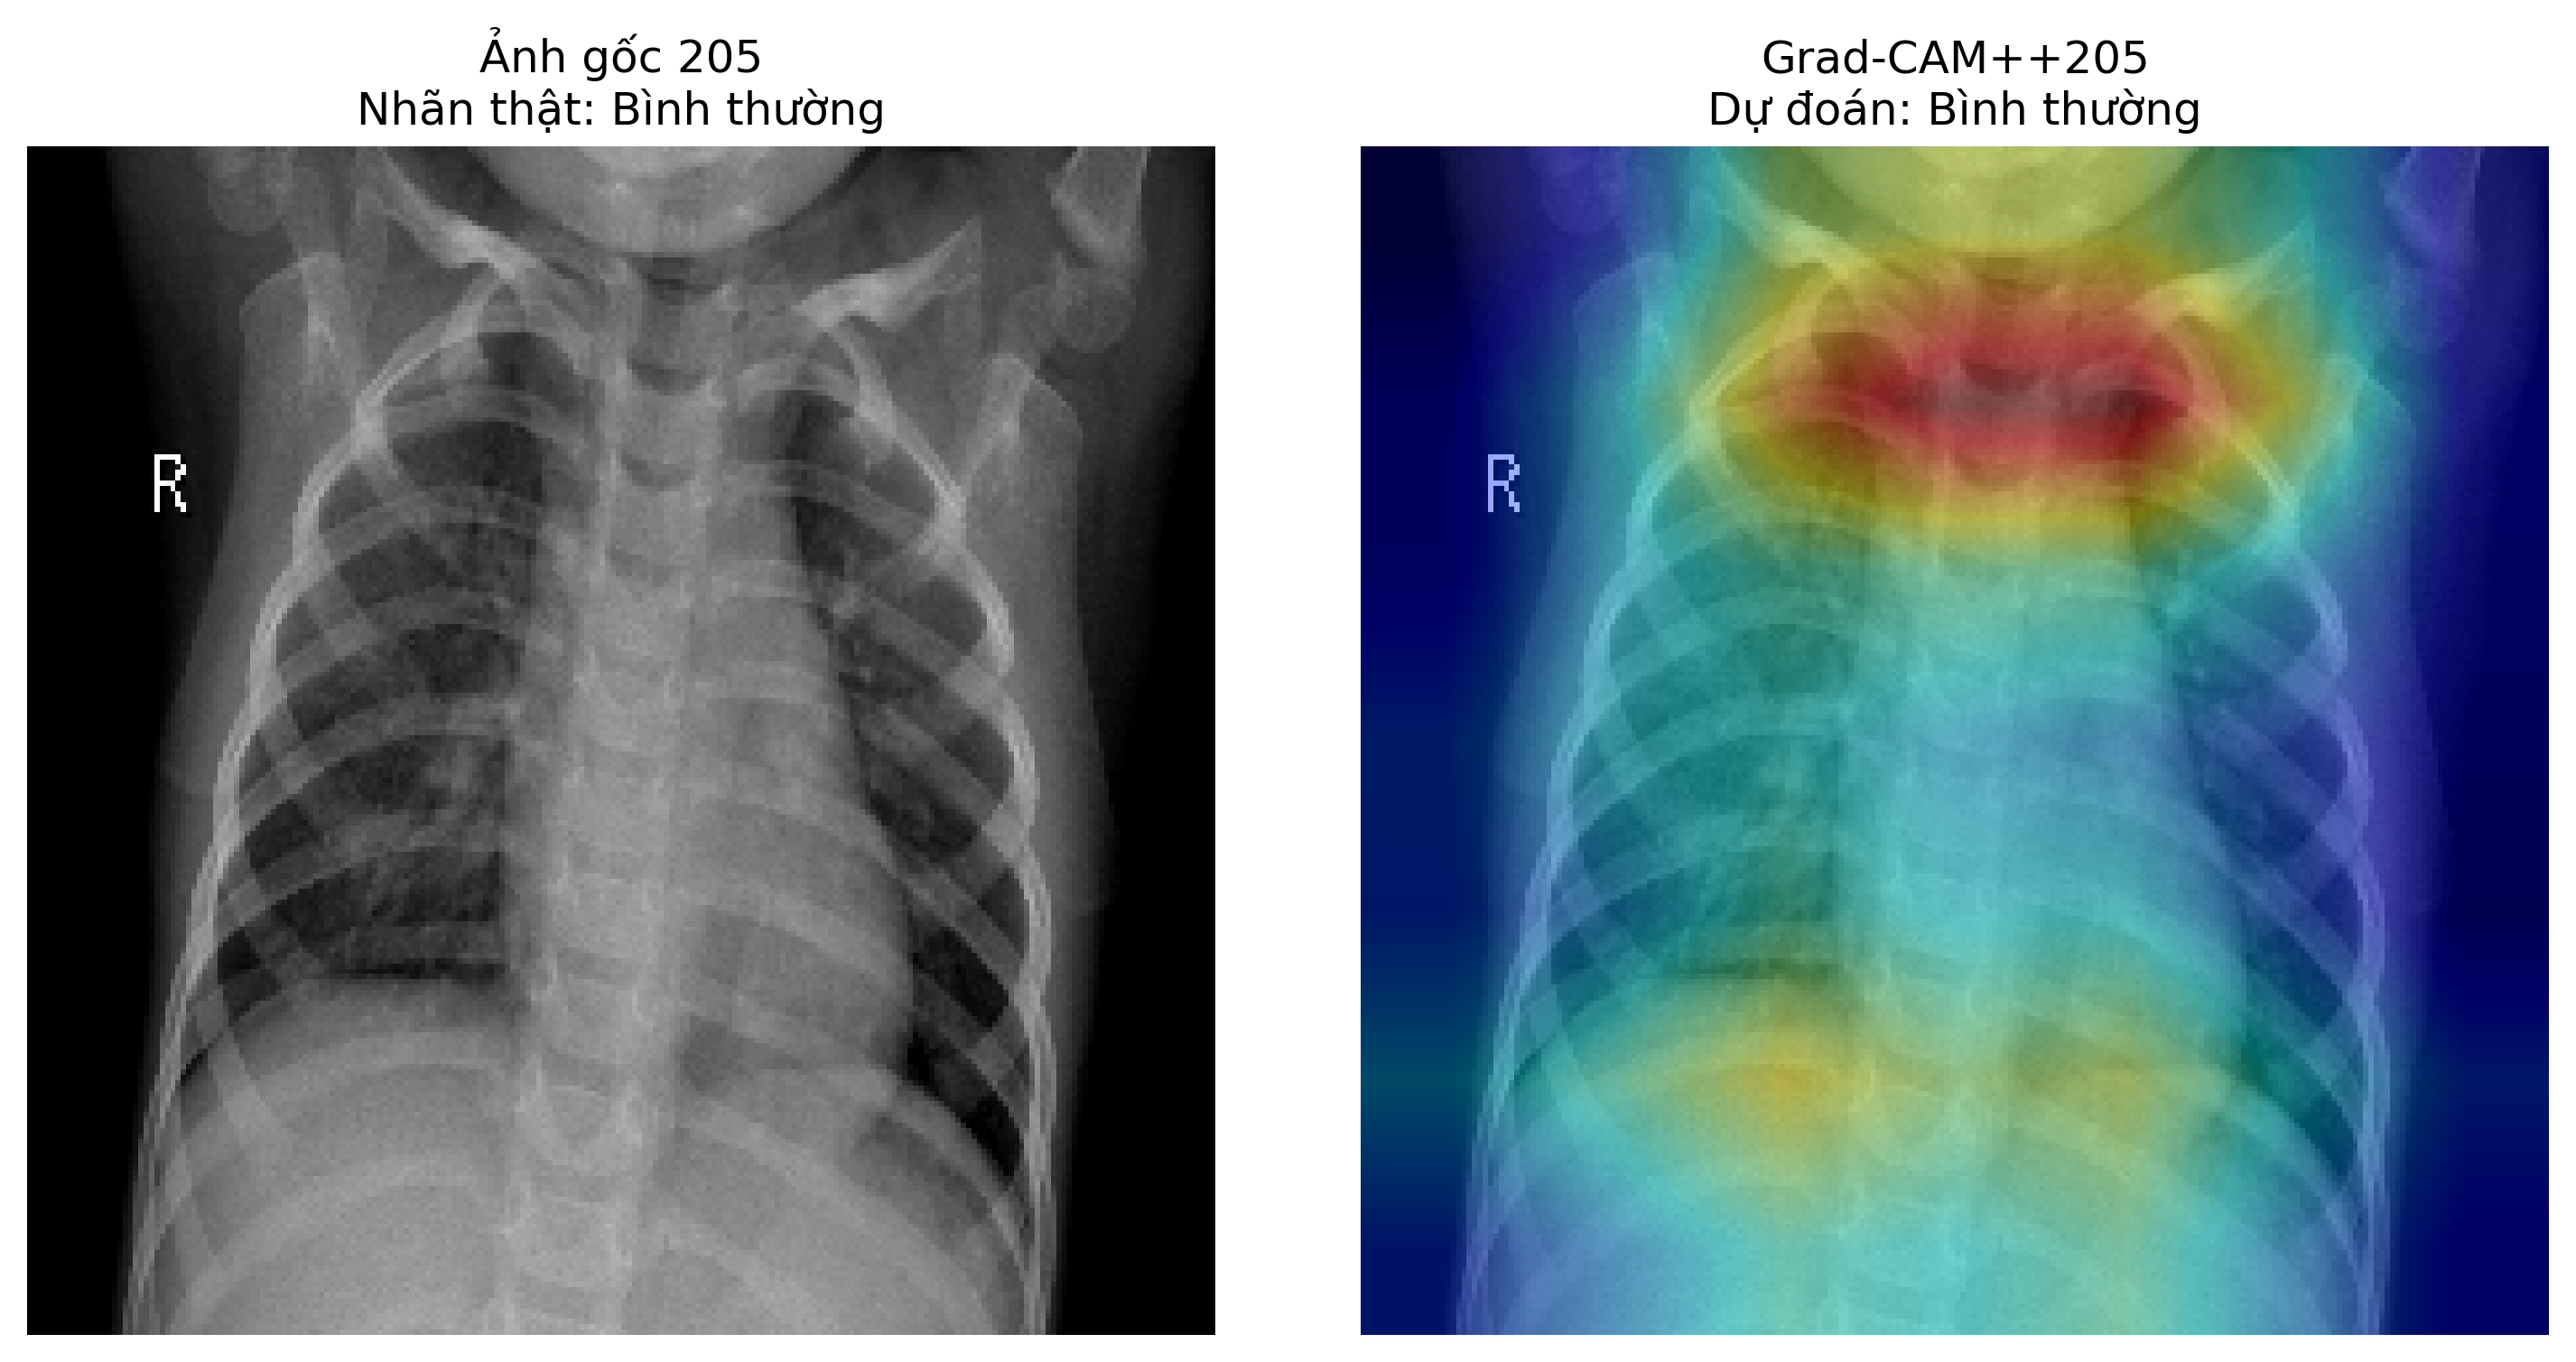 Ảnh gốc 205
Nhãn thật: Bình thường
Grad-CAM++205
Dự đoán: Bình thường
R
R